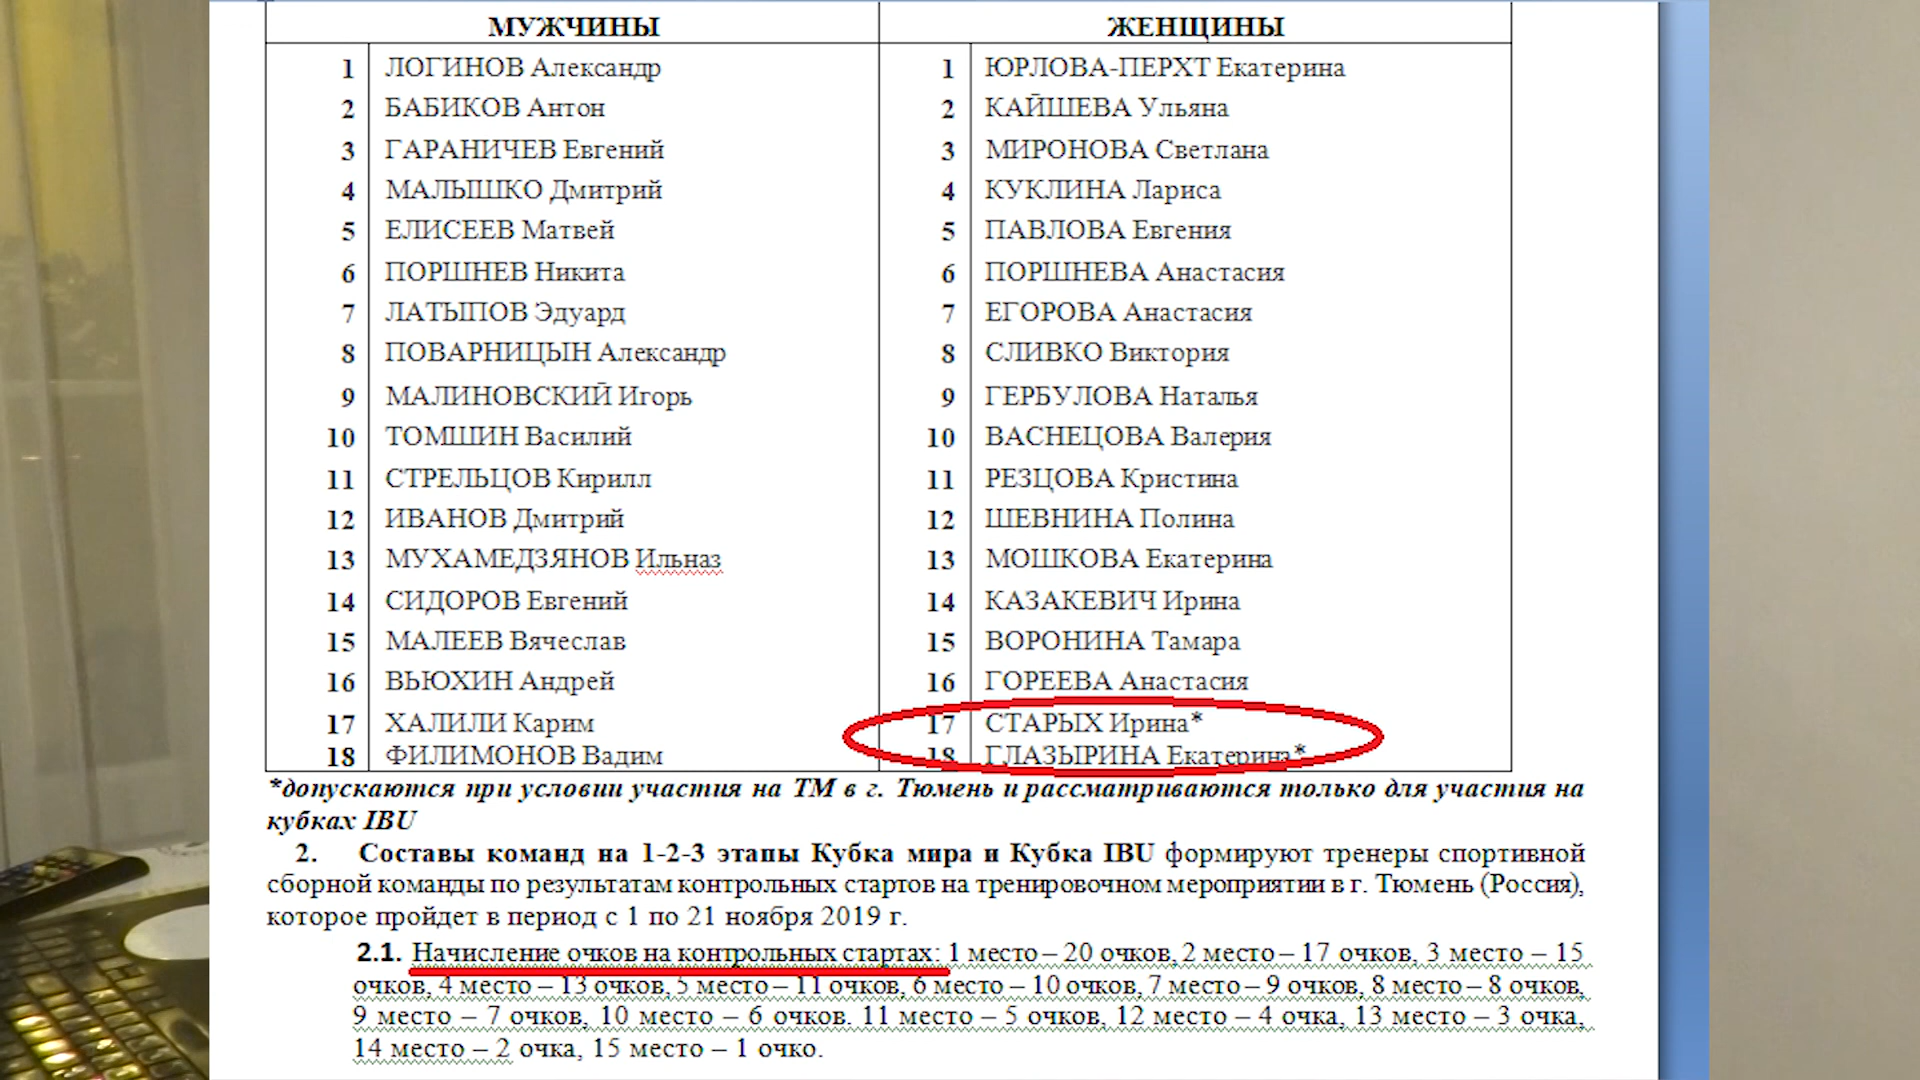 МУЖЧИНЫ ЖЕНЩИНЫ
1 ЛОГИНОВ Александр 1 ЮРЛОВА-ПЕРХТ Екатерина
2 БАБИКОВ Антон 2 КАЙШЕВА Ульяна
3 ГАРАНИЧЕВ Евгений 3 МИРОНОВА Светлана
4 МАЛЫШКО Дмитрий 4 КУКЛИНА Лариса
5 ЕЛИСЕЕВ Матвей 5 ПАВЛОВА Евгения
6 ПОРШНЕВ Никита 6 ПОРШНЕВА Анастасия
7 ЛАТЫПОВ Эдуард 7 ЕГОРОВА Анастасия
8 ПОВАРНИЦЫН Александр 8 СЛИВКО Виктория
9 МАЛИНОВСКИЙ Игорь 9 ГЕРБУЛОВА Наталья
10 ТОМШИН Василий 10 ВАСНЕЦОВА Валерия
11 СТРЕЛЬЦОВ Кирилл 11 РЕЗЦОВА Кристина
12 ИВАНОВ Дмитрий 12 ШЕВНИНА Полина
13 МУХАМЕДЗЯНОВ Ильназ 13 МОШКОВА Екатерина
14 СИДОРОВ Евгений 14 КАЗАКЕВИЧ Ирина
15 МАЛЕЕВ Вячеслав 15 ВОРОНИНА Тамара
16 ВЬЮХИН Андрей 16 ГОРЕЕВА Анастасия
17 ХАЛИЛИ Карим 17 СТАРЫХ Ирина*
18 ФИЛИМОНОВ Вадим 18 ГЛАЗЫРИНА Екатерина*
*допускаются при условии участия на ТМ в г. Тюмень и рассматриваются только для участия на
кубках IBU
2. Составы команд на 1-2-3 этапы Кубка мира и Кубка IBU формируют тренеры спортивной
сборной команды по результатам контрольных стартов на тренировочном мероприятии в г. Тюмень (Россия),
которое пройдет в период с 1 по 21 ноября 2019 г.
2.1. Начисление очков на контрольных стартах: 1 место – 20 очков, 2 место – 17 очков, 3 место – 15
очков, 4 место – 13 очков, 5 место – 11 очков, 6 место – 10 очков, 7 место – 9 очков, 8 место – 8 очков,
9 место – 7 очков, 10 место – 6 очков. 11 место – 5 очков, 12 место – 4 очка, 13 место – 3 очка,
14 место – 2 очка, 15 место – 1 очко.